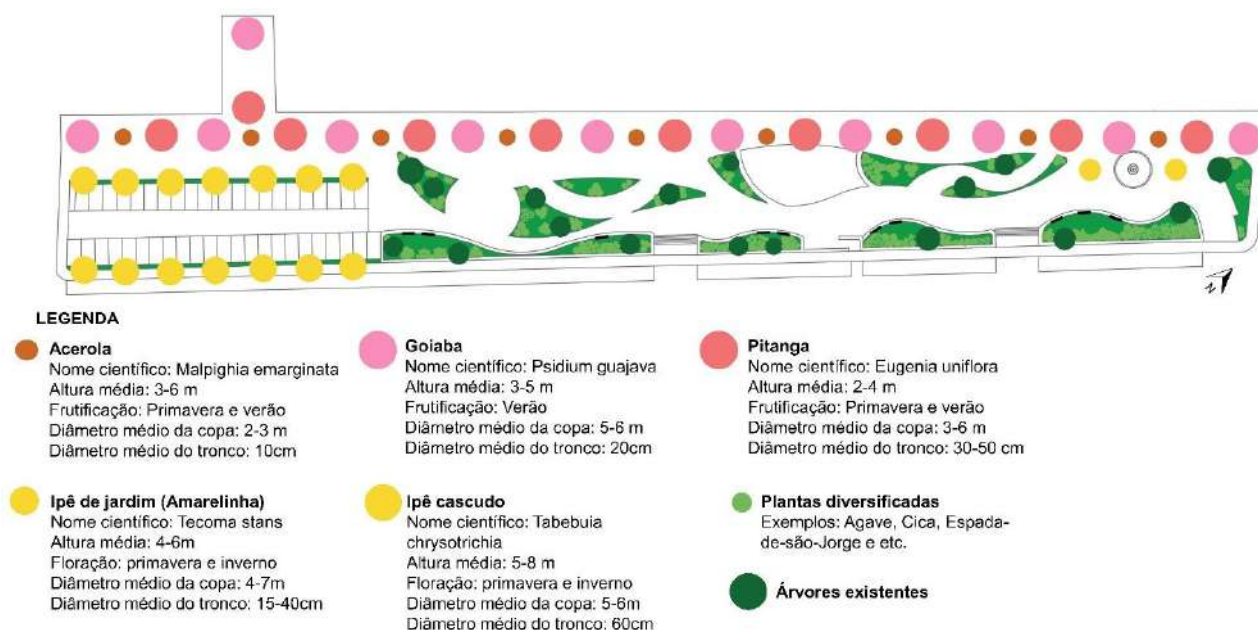 N
LEGENDA
Acerola
Nome científico: Malpighia emarginata
Altura média: 3-6 m
Frutificação: Primavera e verão
Diâmetro médio da copa: 2-3 m
Diâmetro médio do tronco: 10cm
Goiaba
Nome científico: Psidium guajava
Altura média: 3-5 m
Frutificação: Verão
Diâmetro médio da copa: 5-6 m
Diâmetro médio do tronco: 20cm
Pitanga
Nome científico: Eugenia uniflora
Altura média: 2-4 m
Frutificação: Primavera e verão
Diâmetro médio da copa: 3-6 m
Diâmetro médio do tronco: 30-50 cm
Ipê de jardim (Amarelinha)
Nome científico: Tecoma stans
Altura média: 4-6m
Floração: primavera e inverno
Diâmetro médio da copa: 4-7m
Diâmetro médio do tronco: 15-40cm
Ipê cascudo
Nome científico: Tabebuia
chrysotrichia
Altura média: 5-8 m
Floração: primavera e inverno
Diâmetro médio da copa: 5-6m
Diâmetro médio do tronco: 60cm
Plantas diversificadas
Exemplos: Agave, Cica, Espada-
de-são-Jorge e etc.
Árvores existentes